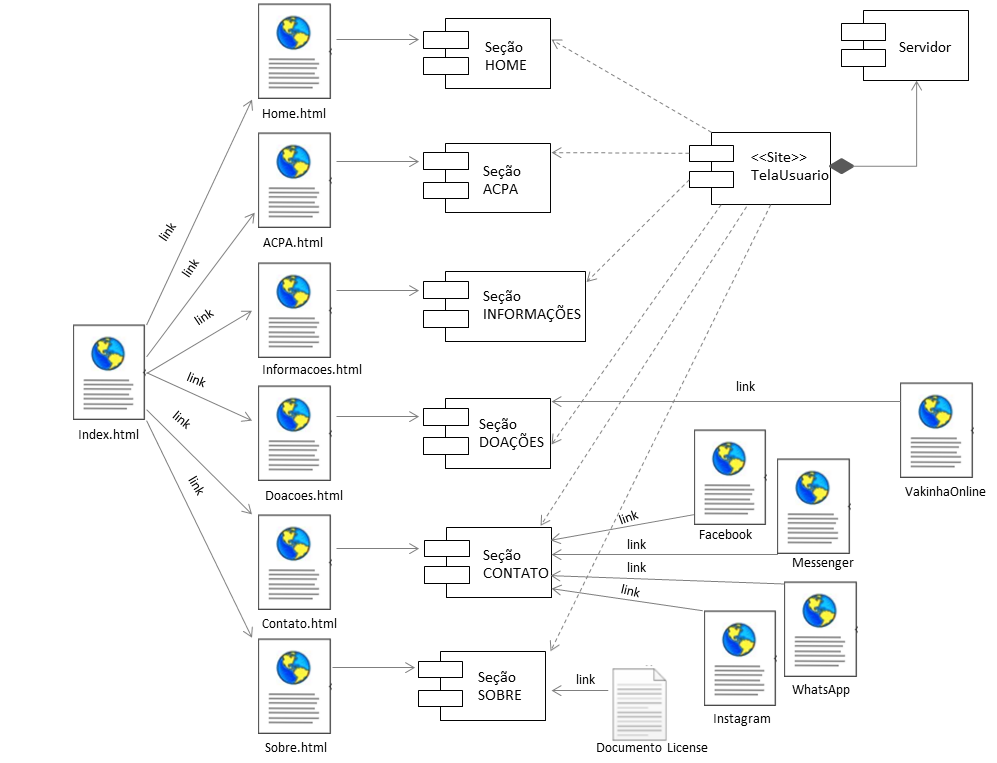 Seção
HOME
Servidor
Home.html
<<Site>>
TelaUsuario
Seção
ACPA
link
ACPA.html
link
Seção
INFORMAÇÕES
link
Informacoes.html
link
link
Index.html
link
Seção
DOAÇÕES
VakinhaOnline
Doacoes.html
link
link
Facebook
link
Messenger
Seção
CONTATO
link
link
Contato.html
WhatsApp
Seção
SOBRE
link
Instagram
Sobre.html
Documento License